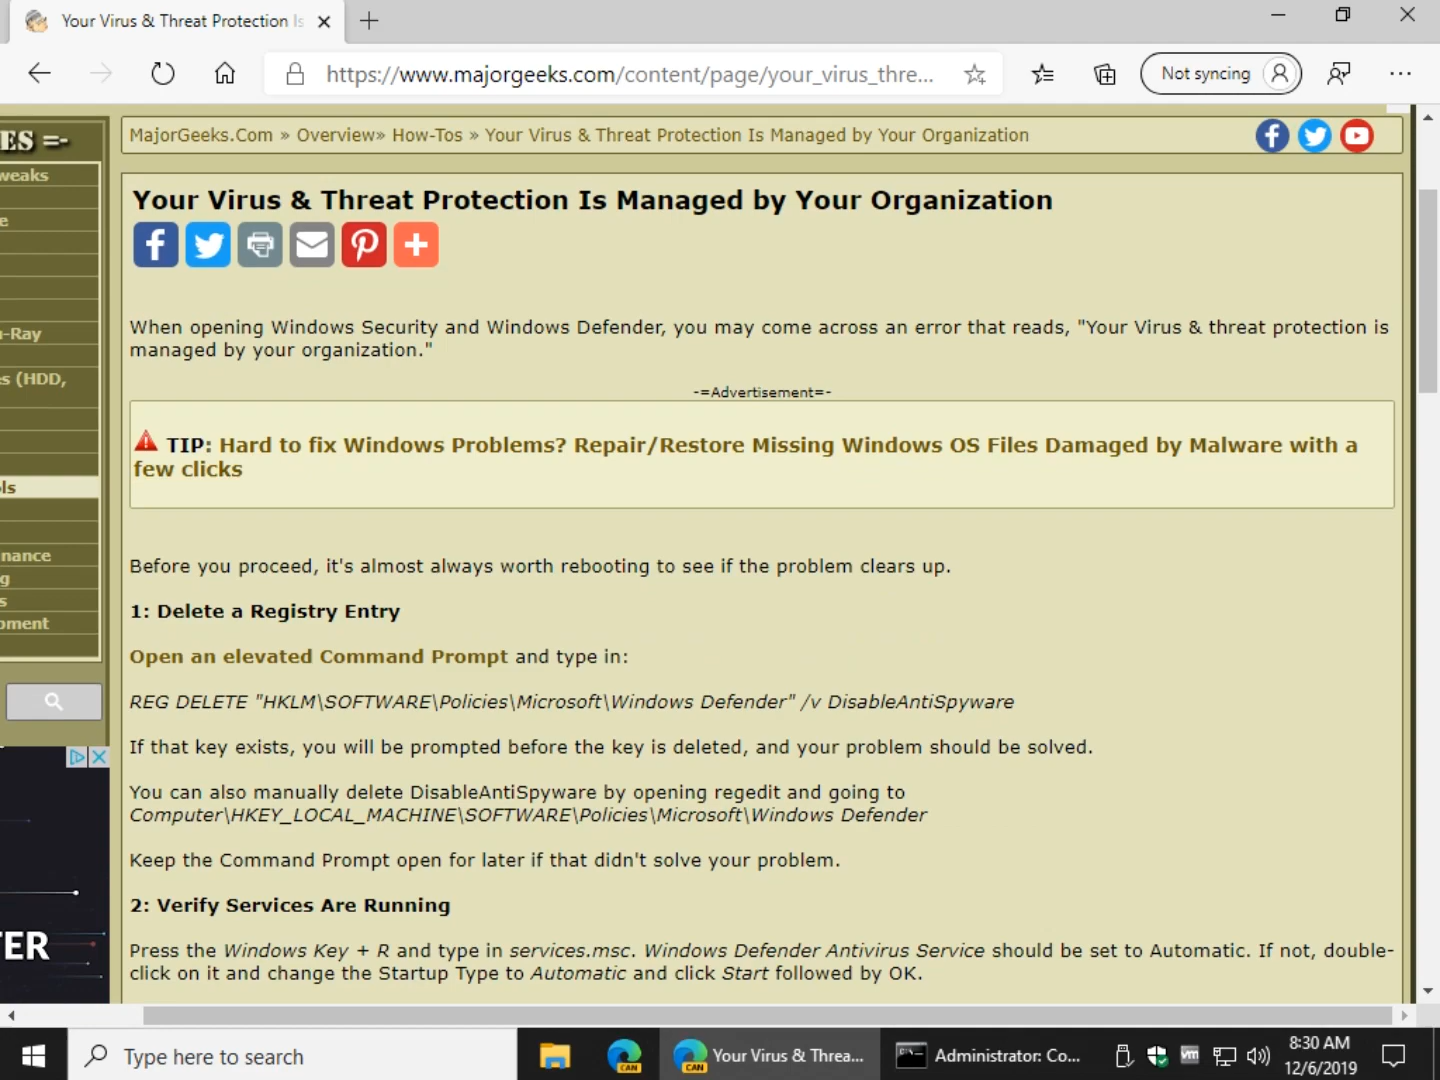 Your Virus & Threat Protection Is
https://www.majorgeeks.com/content/page/your_virus_thre...
Not syncing
ES =-
MajorGeeks.Com » Overview» How-Tos » Your Virus & Threat Protection Is Managed by Your Organization
weaks
e
u-Ray
s (HDD,
ols
nance
g
s
pment
Your Virus & Threat Protection Is Managed by Your Organization
When opening Windows Security and Windows Defender, you may come across an error that reads, "Your Virus & threat protection is
managed by your organization."
-=Advertisement=-
TIP: Hard to fix Windows Problems? Repair/Restore Missing Windows OS Files Damaged by Malware with a
few clicks
Before you proceed, it's almost always worth rebooting to see if the problem clears up.
1: Delete a Registry Entry
Open an elevated Command Prompt and type in:
REG DELETE "HKLM\SOFTWARE\Policies\Microsoft\Windows Defender" /v DisableAntiSpyware
If that key exists, you will be prompted before the key is deleted, and your problem should be solved.
You can also manually delete DisableAntiSpyware by opening regedit and going to
Computer\HKEY_LOCAL_MACHINE\SOFTWARE\Policies\Microsoft\Windows Defender
Keep the Command Prompt open for later if that didn't solve your problem.
2: Verify Services Are Running
Press the Windows Key + R and type in services.msc. Windows Defender Antivirus Service should be set to Automatic. If not, double-
click on it and change the Startup Type to Automatic and click Start followed by OK.
TER
Type here to search
CAN
CAN
Your Virus & Threa...
Administrator: Co...
vm
8:30 AM
12/6/2019